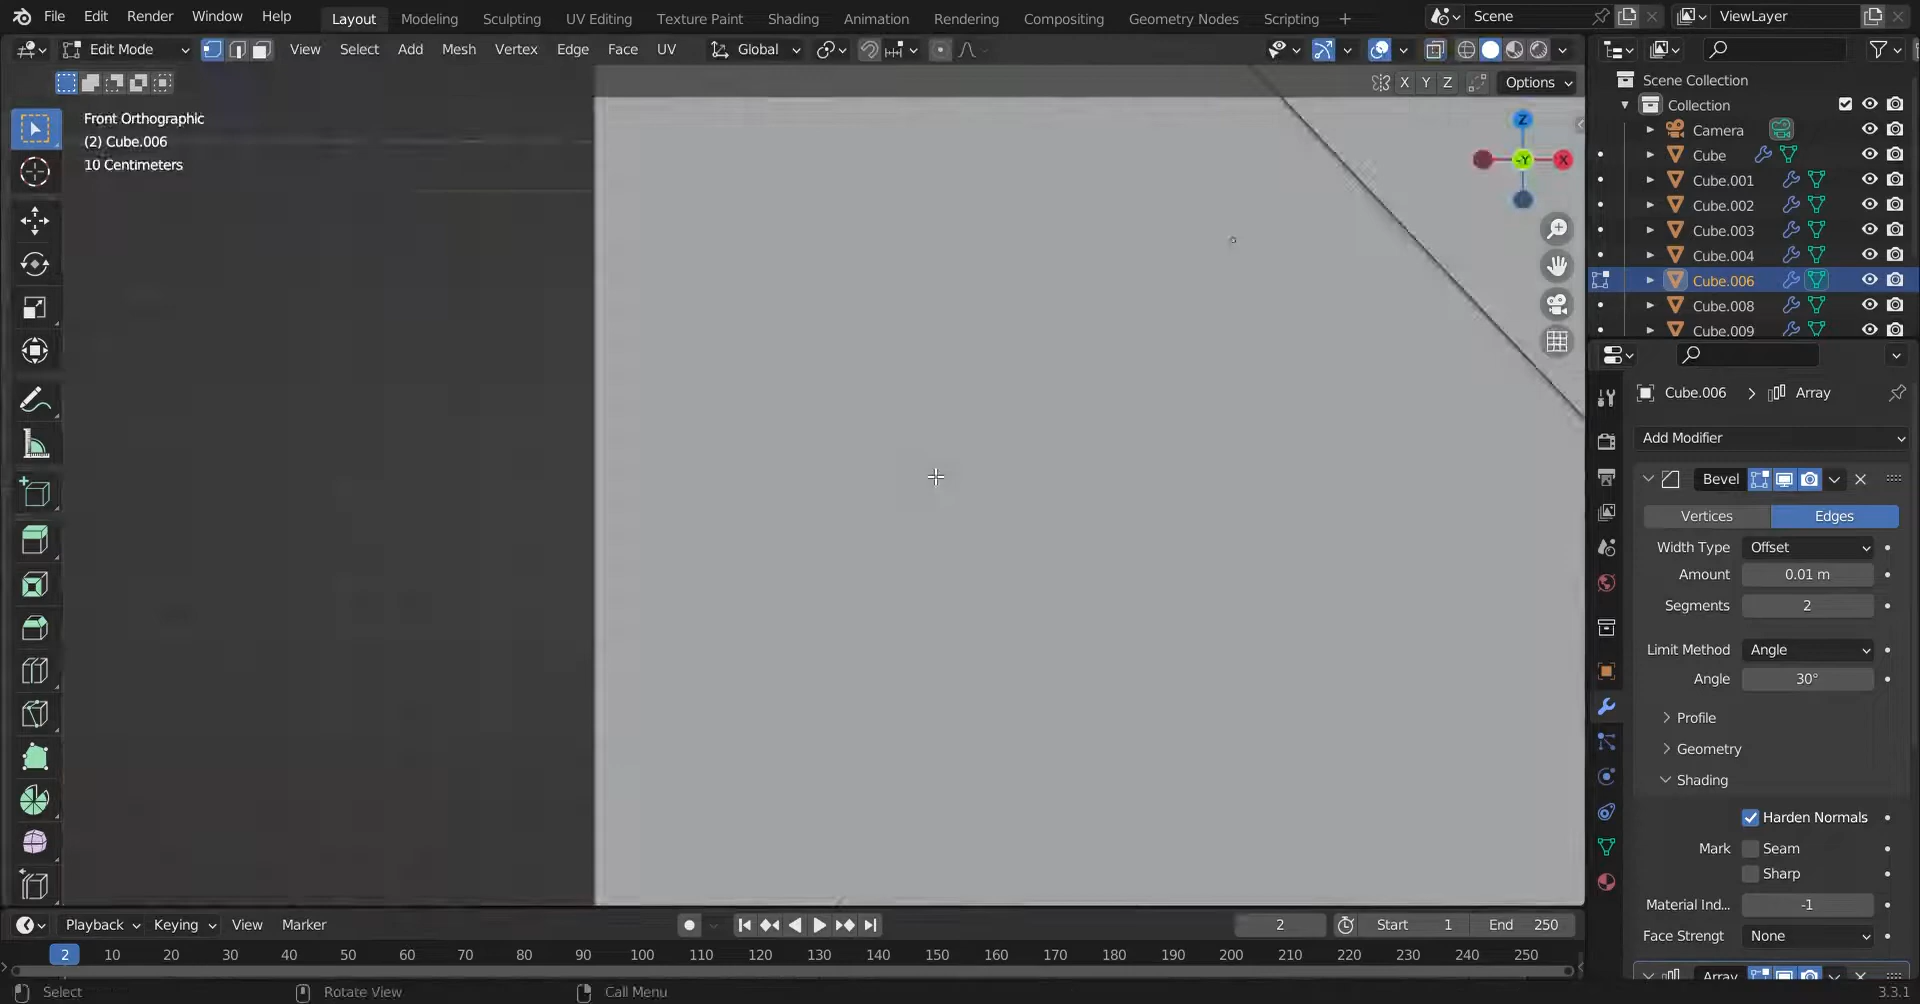 File Edit Render Window Help Layout Modeling Sculpting UV Editing Texture Paint Shading Animation Rendering Compositing Geometry Nodes Scripting + Scene ViewLayer
Edit Mode View Select Add Mesh Vertex Edge Face UV Global
X Y Z Options
Front Orthographic
(2) Cube.006
10 Centimeters
Z
-Y
X
Scene Collection
Collection
Camera
Cube
Cube.001
Cube.002
Cube.003
Cube.004
Cube.006
Cube.008
Cube.009
Cube.006 > Array
Add Modifier
Bevel
Vertices Edges
Width Type Offset
Amount 0.01 m
Segments 2
Limit Method Angle
Angle 30°
Profile
Geometry
Shading
Harden Normals
Mark Seam
Sharp
Material Ind... -1
Face Strengt None
Array
Playback Keying View Marker 2 Start 1 End 250
2 10 20 30 40 50 60 70 80 90 100 110 120 130 140 150 160 170 180 190 200 210 220 230 240 250
Select Rotate View Call Menu 3.3.1